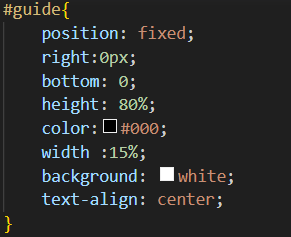 #guide{
    position: fixed;
    right:0px;
    bottom: 0;
    height: 80%;
    color:#000;
    width :15%;
    background: white;
    text-align: center;
}